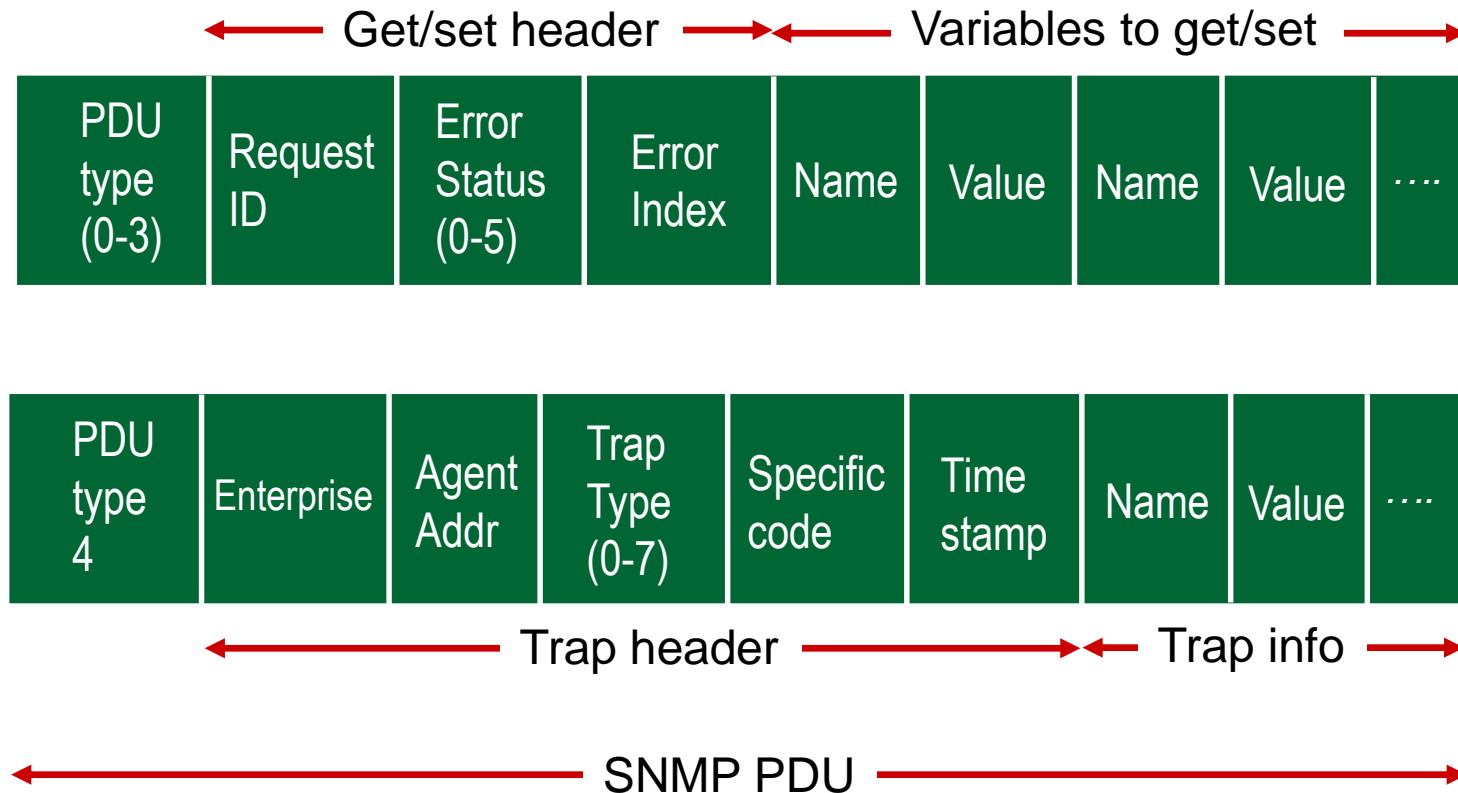 Get/set header
Variables to get/set
PDU
type
(0-3)
Request
ID
Error
Status
(0-5)
Error
Index
Name
Value
Name
Value
....
PDU
type
4
Enterprise
Agent
Addr
Trap
Type
(0-7)
Specific
code
Time
stamp
Name
Value
....
Trap header
Trap info
SNMP PDU